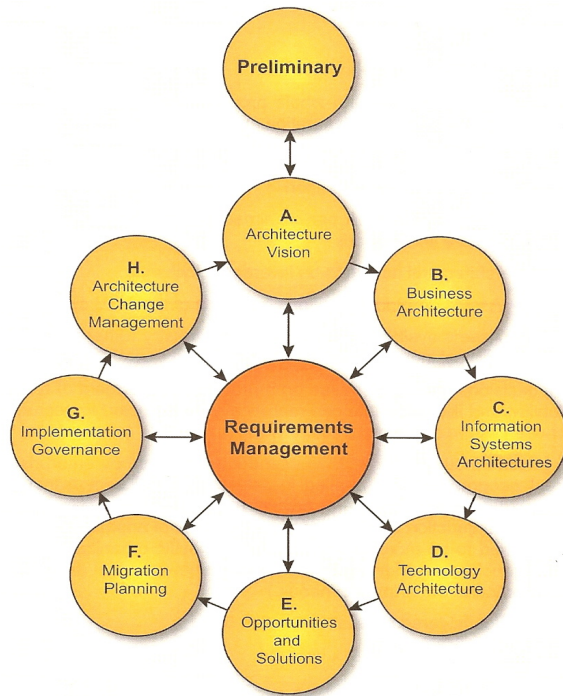 Preliminary
A.
Architecture
Vision
B.
Business
Architecture
C.
Information
Systems
Architectures
D.
Technology
Architecture
E.
Opportunities
and
Solutions
F.
Migration
Planning
G.
Implementation
Governance
H.
Architecture
Change
Management
Requirements
Management